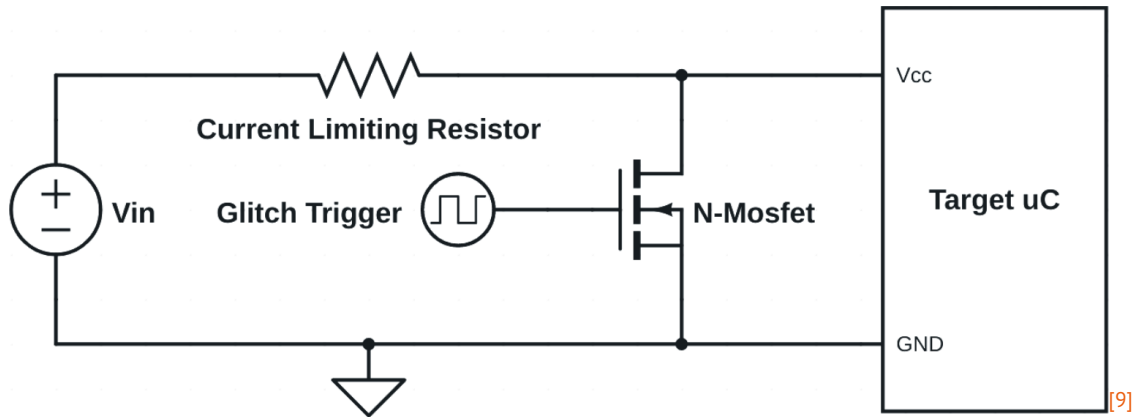 Vcc
Current Limiting Resistor
Vin
Glitch Trigger
N-Mosfet
Target uC
GND
[9]